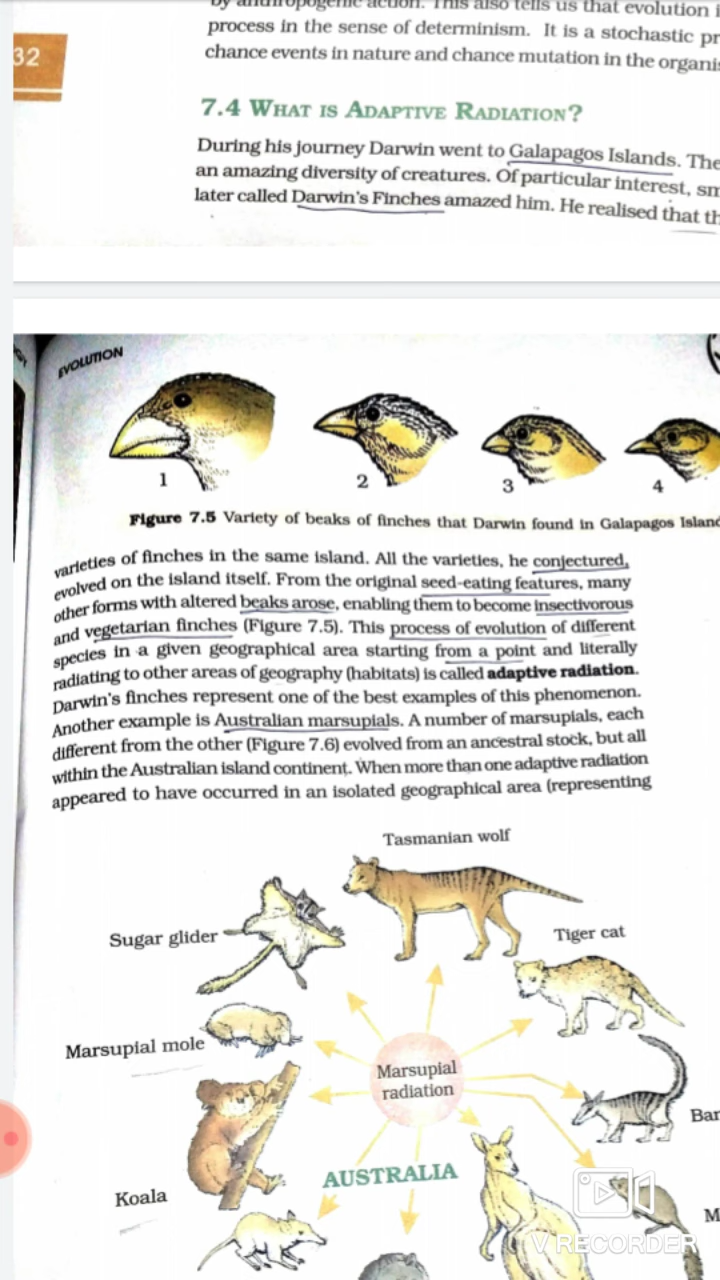 by anthropogenic action. This also tells us that evolution i
process in the sense of determinism. It is a stochastic pr
32
chance events in nature and chance mutation in the organis
7.4 WHAT IS ADAPTIVE RADIATION?
During his journey Darwin went to Galapagos Islands. The
an amazing diversity of creatures. Of particular interest, sm
later called Darwin's Finches amazed him. He realised that th
EVOLUTION
1
2
3
4
Figure 7.5 Variety of beaks of finches that Darwin found in Galapagos Island
varieties of finches in the same island. All the varieties, he conjectured,
evolved on the island itself. From the original seed-eating features, many
other forms with altered beaks arose, enabling them to become insectivorous
and vegetarian finches (Figure 7.5). This process of evolution of different
species in a given geographical area starting from a point and literally
radiating to other areas of geography (habitats) is called adaptive radiation.
Darwin's finches represent one of the best examples of this phenomenon.
Another example is Australian marsupials. A number of marsupials, each
different from the other (Figure 7.6) evolved from an ancestral stock, but all
within the Australian island continent. When more than one adaptive radiation
appeared to have occurred in an isolated geographical area (representing
Tasmanian wolf
Sugar glider
Tiger cat
Marsupial mole
Marsupial
radiation
Ban
Koala
AUSTRALIA
M
V RECORDER